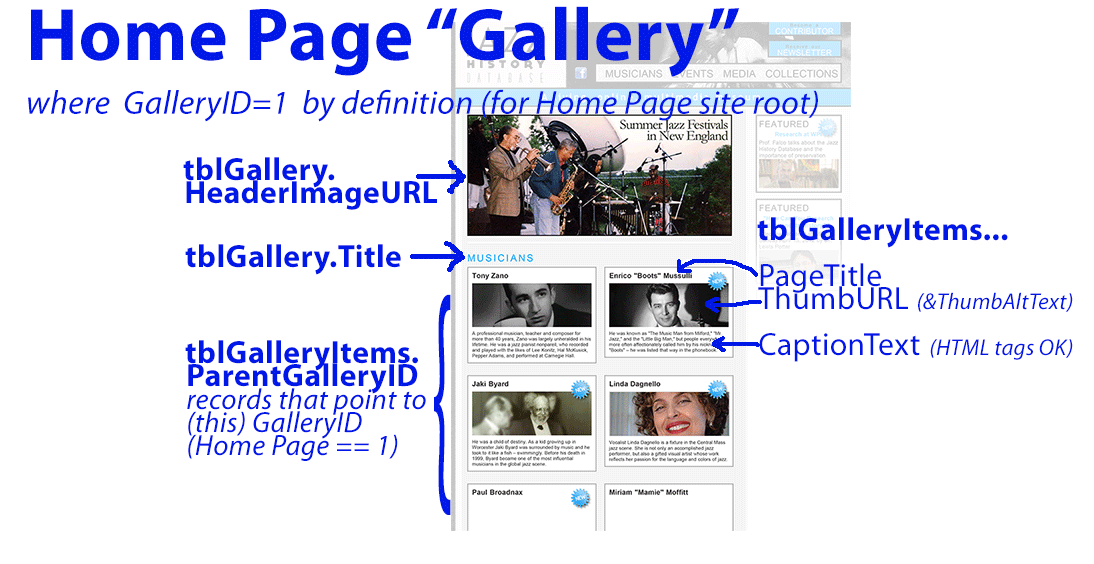 Home Page “Gallery”
where GalleryID=1 by definition (for Home Page site root)
JAZZ
HISTORY
DATABASE
BECOME A
CONTRIBUTOR
NEWSLETTER
MUSICIANS EVENTS MEDIA COLLECTIONS
tblGallery.
HeaderImageURL
Summer Jazz Festivals
in New England
FEATURED
Research at WPI
Prof. Falco talks about the Jazz
History Database and the
importance of preservation
FEATURED
tblGallery.Title
MUSICIANS
tblGalleryItems...
PageTitle
ThumbURL (&ThumbAltText)
CaptionText (HTML tags OK)
tblGalleryItems.
ParentGalleryID
records that point to
(this) GalleryID
(Home Page == 1)
Tony Zano
A professional musician, teacher and composer for
more than 40 years, Zano was largely unheralded in his
lifetime. He was a jazz pianist nonpareil, who recorded
and played with the likes of Lee Konitz, Hal McKusick,
Pepper Adams, and performed at Carnegie Hall.
Enrico "Boots" Mussulli
NEW
He was known as "The Music Man from Milford," "Mr
Jazz," and the "Little Big Man," but people everywhere
more often affectionately called him by his nickname
"Boots" – he was listed that way in the phonebook.
Jaki Byard
NEW
He was a child of destiny. As a kid growing up in
Worcester Jaki Byard was surrounded by music and he
took to it like a fish – swimmingly. Before his death in
1999, Byard became one of the most influential
musicians in the global jazz scene.
Linda Dagnello
NEW
Vocalist Linda Dagnello is a fixture in the Central Mass
jazz scene. She is not only an accomplished jazz
performer, but also a gifted visual artist whose work
reflects her passion for the language and colors of jazz.
Paul Broadnax
NEW
Miriam "Mamie" Moffitt